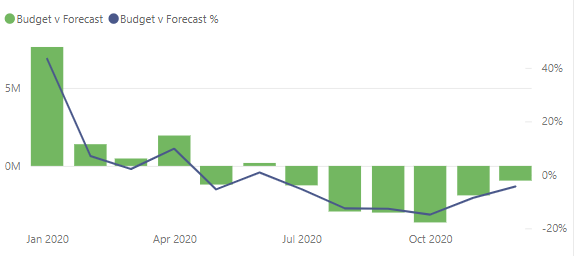 Budget v Forecast Budget v Forecast %
5M
0M
40%
20%
0%
-20%
Jan 2020 Apr 2020 Jul 2020 Oct 2020